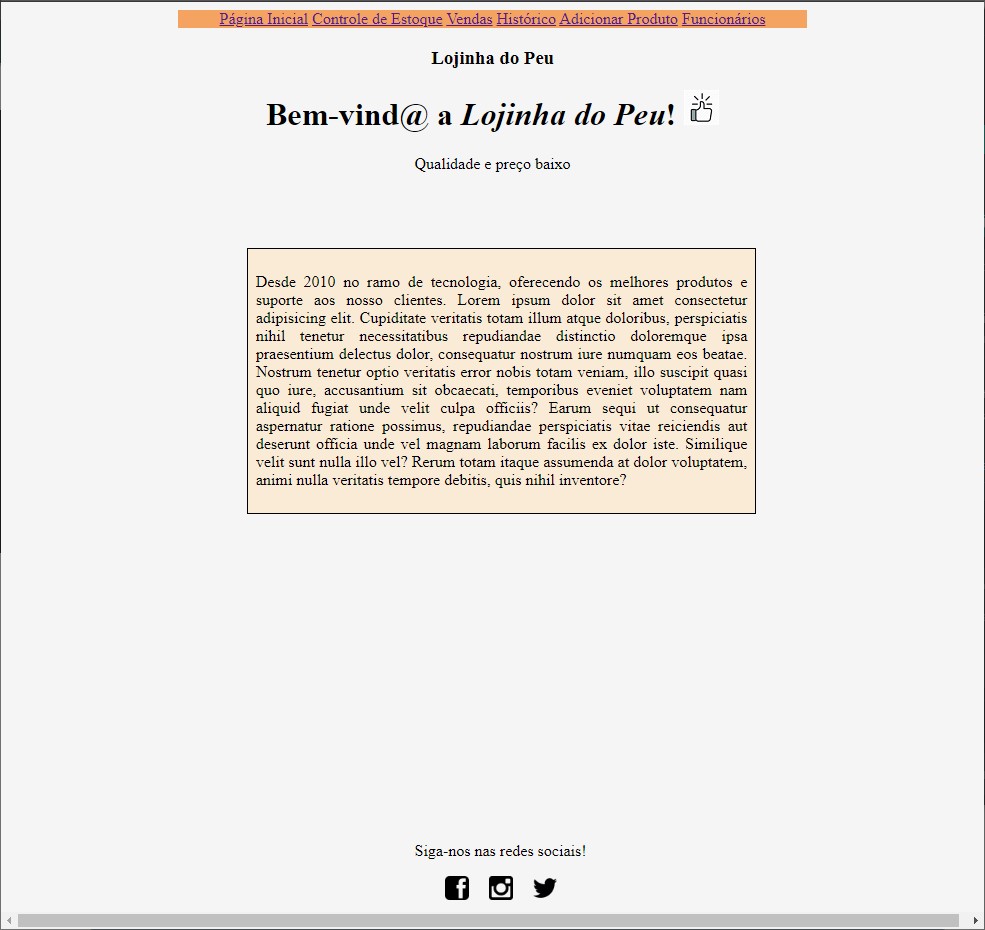 Página Inicial Controle de Estoque Vendas Histórico Adicionar Produto Funcionários
Lojinha do Peu
Bem-vind@ a Lojinha do Peu!
Qualidade e preço baixo
Desde 2010 no ramo de tecnologia, oferecendo os melhores produtos e
suporte aos nosso clientes. Lorem ipsum dolor sit amet consectetur
adipisicing elit. Cupiditate veritatis totam illum atque doloribus, perspiciatis
nihil tenetur necessitatibus repudiandae distinctio doloremque ipsa
praesentium delectus dolor, consequatur nostrum iure numquam eos beatae.
Nostrum tenetur optio veritatis error nobis totam veniam, illo suscipit quasi
quo iure, accusantium sit obcaecati, temporibus eveniet voluptatem nam
aliquid fugiat unde velit culpa officiis? Earum sequi ut consequatur
aspernatur ratione possimus, repudiandae perspiciatis vitae reiciendis aut
deserunt officia unde vel magnam laborum facilis ex dolor iste. Similique
velit sunt nulla illo vel? Rerum totam itaque assumenda at dolor voluptatem,
animi nulla veritatis tempore debitis, quis nihil inventore?
Siga-nos nas redes sociais!